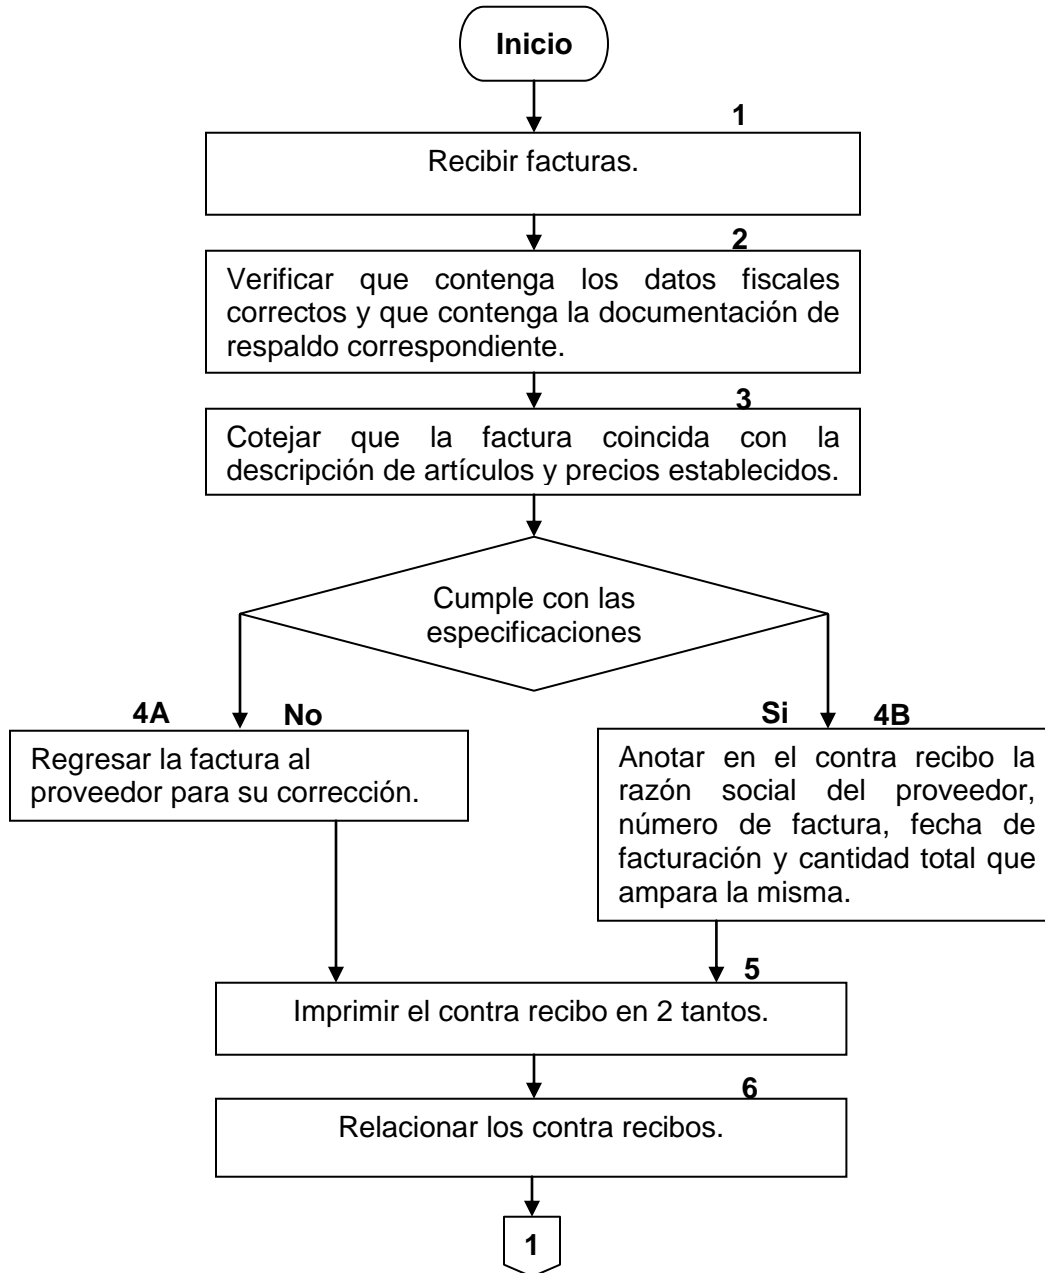 Inicio
1
Recibir facturas.
2
Verificar que contenga los datos fiscales
correctos y que contenga la documentación de
respaldo correspondiente.
3
Cotejar que la factura coincida con la
descripción de artículos y precios establecidos.
Cumple con las
especificaciones
4A No
Regresar la factura al
proveedor para su corrección.
Si 4B
Anotar en el contra recibo la
razón social del proveedor,
número de factura, fecha de
facturación y cantidad total que
ampara la misma.
5
Imprimir el contra recibo en 2 tantos.
6
Relacionar los contra recibos.
1